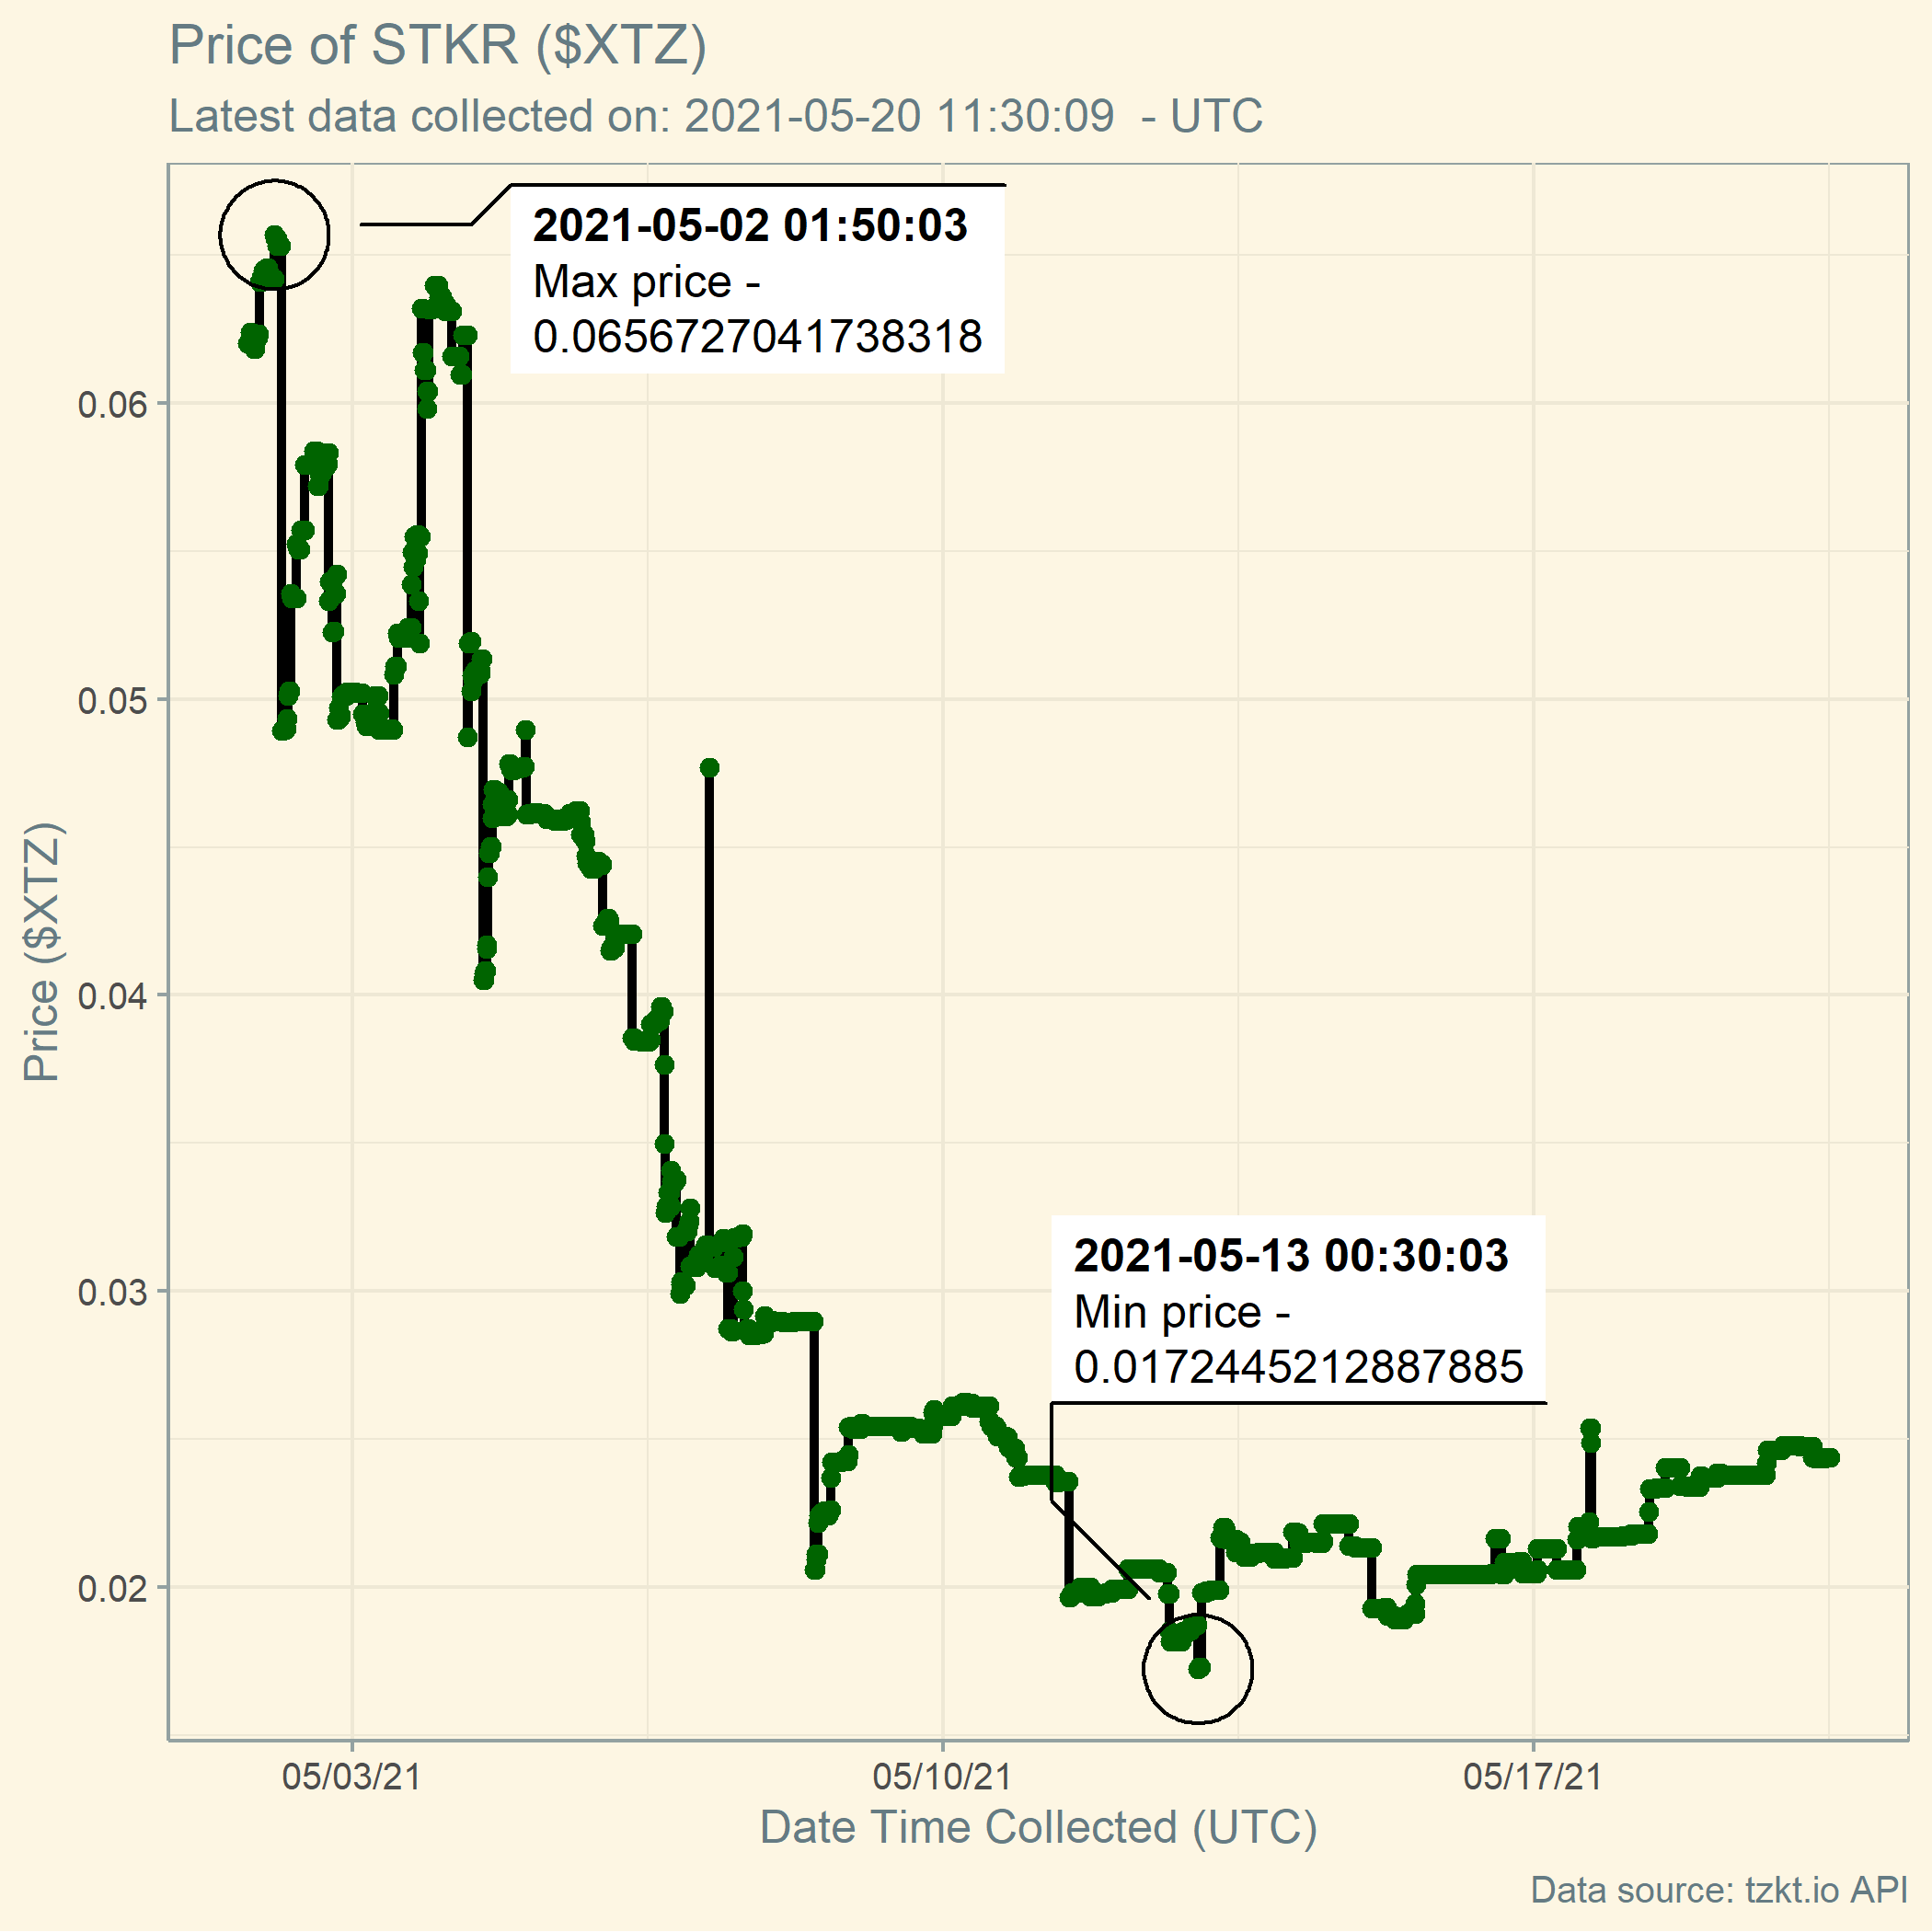 Price of STKR ($XTZ)
Latest data collected on: 2021-05-20 11:30:09  - UTC
2021-05-02 01:50:03
Max price -
0.0656727041738318
0.06
0.05
0.04
0.03
0.02
Price ($XTZ)
2021-05-13 00:30:03
Min price -
0.0172445212887885
05/03/21
05/10/21
05/17/21
Date Time Collected (UTC)
Data source: tzkt.io API